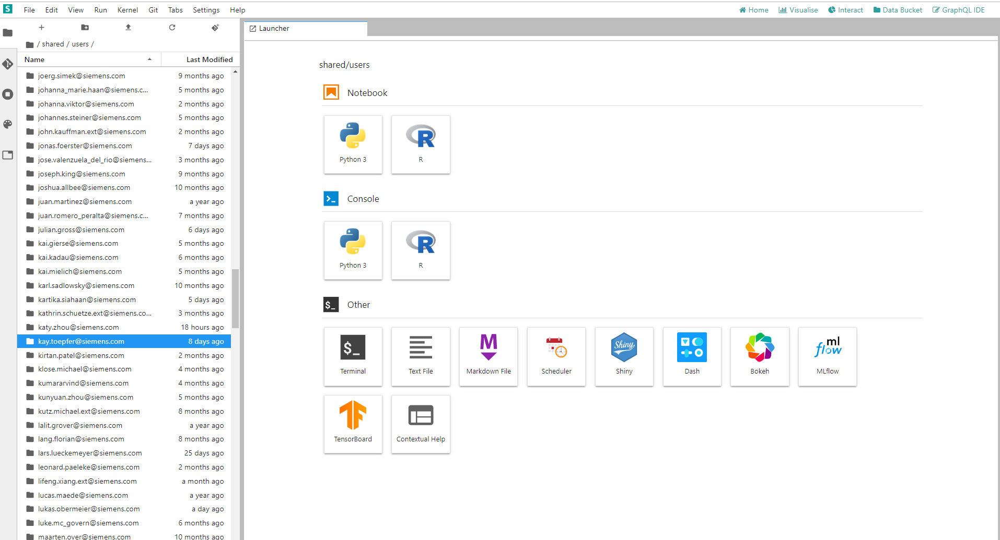 S File Edit View Run Kernel Git Tabs Settings Help Home Visualise Interact Data Bucket GraphQL IDE
/ shared / users /
Name Last Modified
joerg.simek@siemens.com 9 months ago
johanna_marie.haan@siemens.c... 5 months ago
johanna.viktor@siemens.com 2 months ago
johannes.steiner@siemens.com 5 months ago
john.kauffman.ext@siemens.com 2 months ago
jonas.foerster@siemens.com 7 days ago
jose.valenzuela_del_rio@siemens... 3 months ago
joseph.king@siemens.com 9 months ago
joshua.allbee@siemens.com 10 months ago
juan.martinez@siemens.com a year ago
juan.romero_peralta@siemens.c... 7 months ago
julian.gross@siemens.com 6 days ago
kai.gierse@siemens.com 5 months ago
kai.kadau@siemens.com 6 months ago
kai.mielich@siemens.com 5 months ago
karl.sadlowsky@siemens.com 10 months ago
kartika.siahaan@siemens.com 5 days ago
kathrin.schuetze.ext@siemens.co... 3 months ago
katy.zhou@siemens.com 18 hours ago
kay.toepfer@siemens.com 8 days ago
kirtan.patel@siemens.com 2 months ago
klose.michael@siemens.com 4 months ago
kumararvind@siemens.com 4 months ago
kunyuan.zhou@siemens.com 5 months ago
kutz.michael.ext@siemens.com 8 months ago
lalit.grover@siemens.com a year ago
lang.florian@siemens.com 8 months ago
lars.lueckemeyer@siemens.com 25 days ago
leonard.paeleke@siemens.com 2 months ago
lifeng.xiang.ext@siemens.com a month ago
lucas.maede@siemens.com a year ago
lukas.obermeier@siemens.com a day ago
luke.mc_govern@siemens.com 6 months ago
maarten.over@siemens.com 10 months ago
Launcher
shared/users
Notebook
Python 3 R
Console
Python 3 R
$_ Other
$_ M Shiny ml flow
Terminal Text File Markdown File Scheduler Shiny Dash Bokeh MLflow
TensorBoard Contextual Help